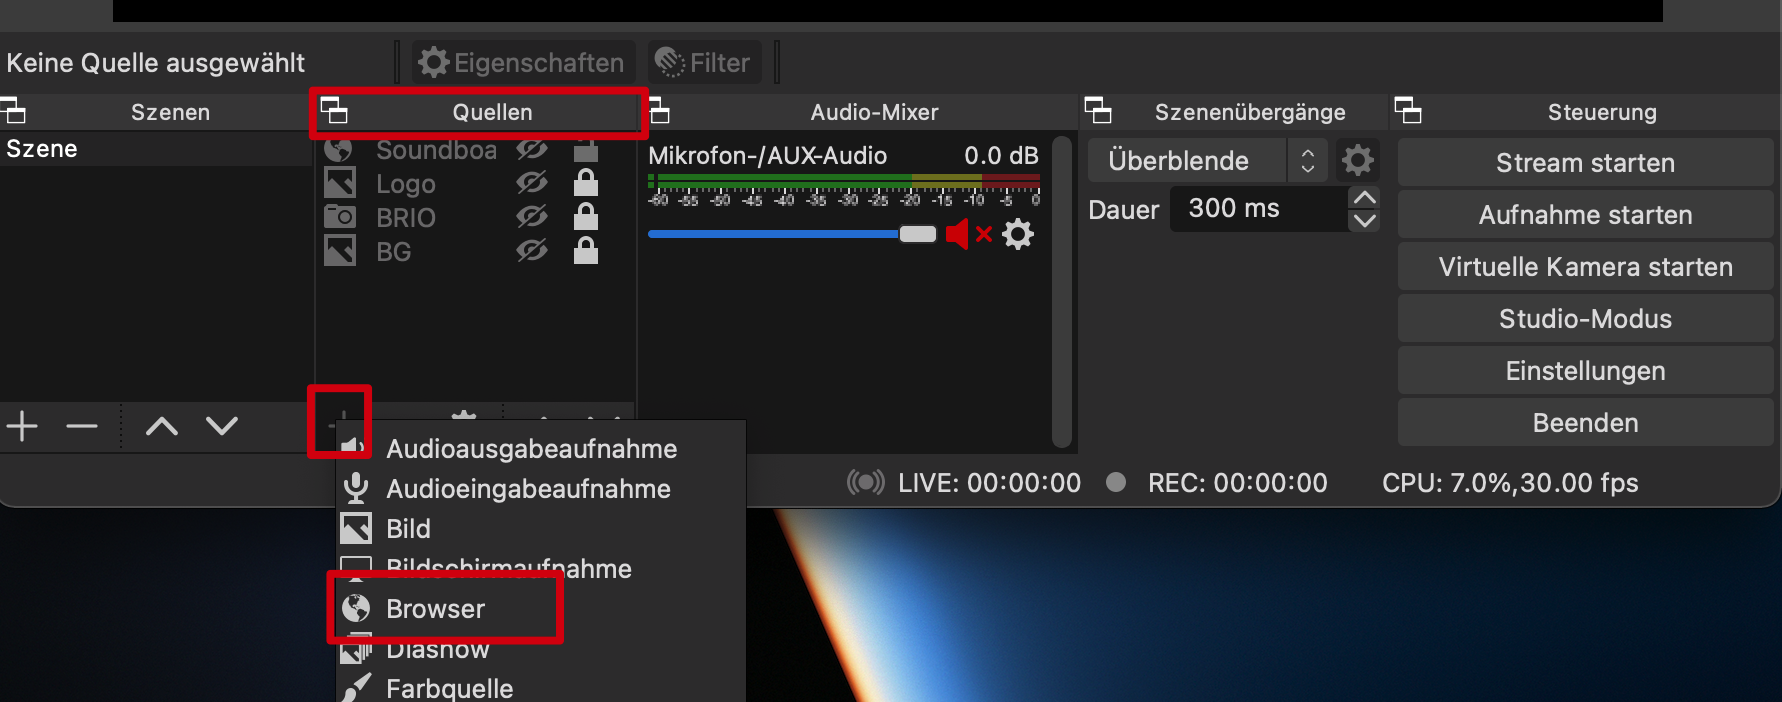 Keine Quelle ausgewählt
Eigenschaften
Filter
Szenen
Quellen
Audio-Mixer
Szenenübergänge
Steuerung
Szene
Soundboa
Logo
BRIO
BG
Mikrofon-/AUX-Audio 0.0 dB
-60 -55 -50 -45 -40 -35 -30 -25 -20 -15 -10 -5 0
Überblende
Dauer 300 ms
Stream starten
Aufnahme starten
Virtuelle Kamera starten
Studio-Modus
Einstellungen
Beenden
Audioausgabeaufnahme
Audioeingabeaufnahme
Bild
Bildschirmaufnahme
Browser
Diashow
Farbquelle
LIVE: 00:00:00
REC: 00:00:00
CPU: 7.0%,30.00 fps